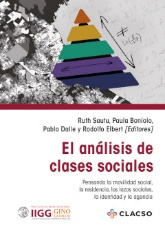 Ruth Sautu, Paula Boniolo,
Pablo Dalle y Rodolfo Elbert [Editores]
El análisis de
clases sociales
Pensando la movilidad social,
la residencia, los lazos sociales,
la identidad y la agencia
IIGG
GINO
CLACSO